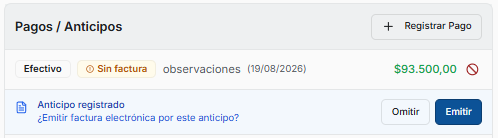 Pagos / Anticipos
+ Registrar Pago
Efectivo Sin factura observaciones (19/08/2026) $93.500,00
Anticipo registrado
¿Emitir factura electrónica por este anticipo?
Omitir Emitir